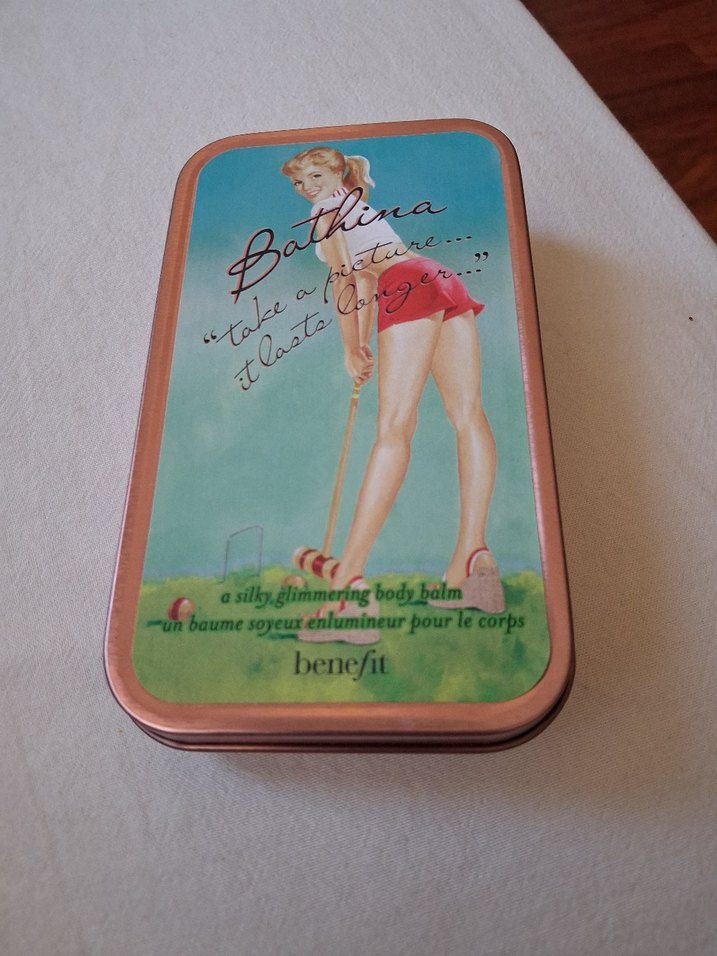 Bathina
“take a picture...
it lasts longer...”
a silky glimmering body balm
un baume soyeux enlumineur pour le corps
benefit